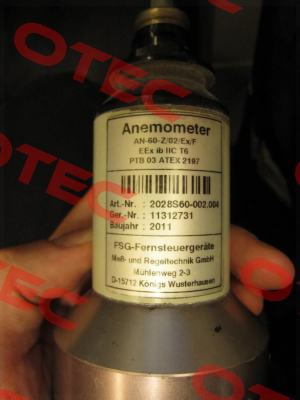 Anemometer
AN-60-Z/02/Ex/F
EEx ib IIC T6
PTB 03 ATEX 2197
Art.-Nr. : 2028S60-002.004
Ger.-Nr. : 11312731
Baujahr : 2011
FSG-Fernsteuergeräte
Meß- und Regeltechnik GmbH
Mühlenweg 2-3
D-15712 Königs Wusterhausen
OTEC
OTEC
OTEC
OTEC
OTEC